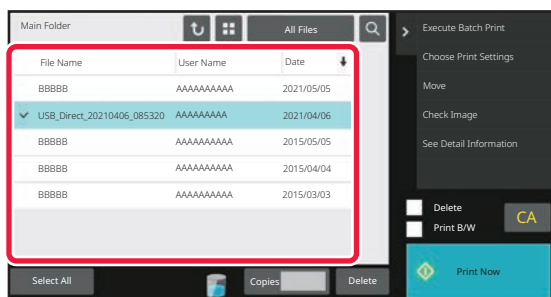 Main Folder
All Files
File Name User Name Date
BBBBB AAAAAAAAAA 2021/05/05
USB_Direct_20210406_085320 AAAAAAAAA 2021/04/06
BBBBB AAAAAAAAAA 2015/05/05
BBBBB AAAAAAAAAA 2015/04/04
BBBBB AAAAAAAAAA 2015/03/03
Select All
Copies
Delete
Execute Batch Print
Choose Print Settings
Move
Check Image
See Detail Information
Delete
Print B/W
CA
Print Now